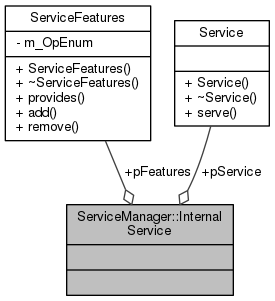 ServiceFeatures
- m_OpEnum
+ ServiceFeatures()
+ ~ServiceFeatures()
+ provides()
+ add()
+ remove()
Service
+ Service()
+ ~Service()
+ serve()
+pFeatures
+pService
ServiceManager::Internal
Service